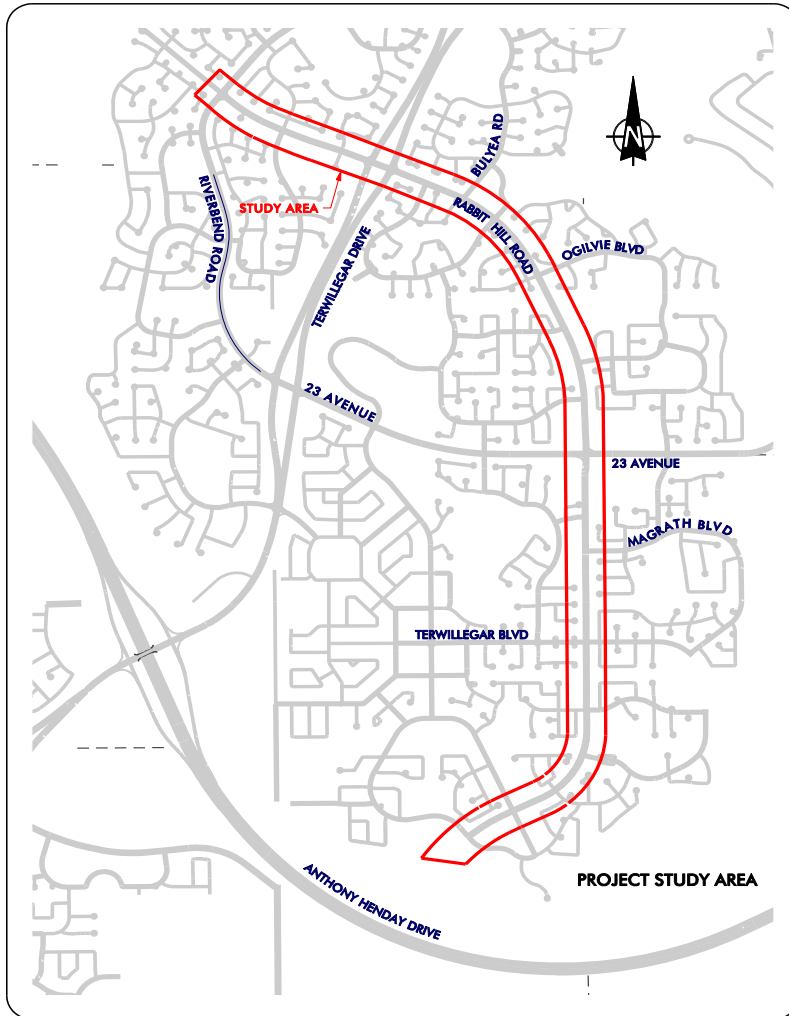 N
BULYEA RD
RIVERBEND ROAD
STUDY AREA
RABBIT HILL ROAD
OGILVIE BLVD
TERWILLEGAR DRIVE
23 AVENUE
23 AVENUE
MAGRATH BLVD
TERWILLEGAR BLVD
PROJECT STUDY AREA
ANTHONY HENDAY DRIVE